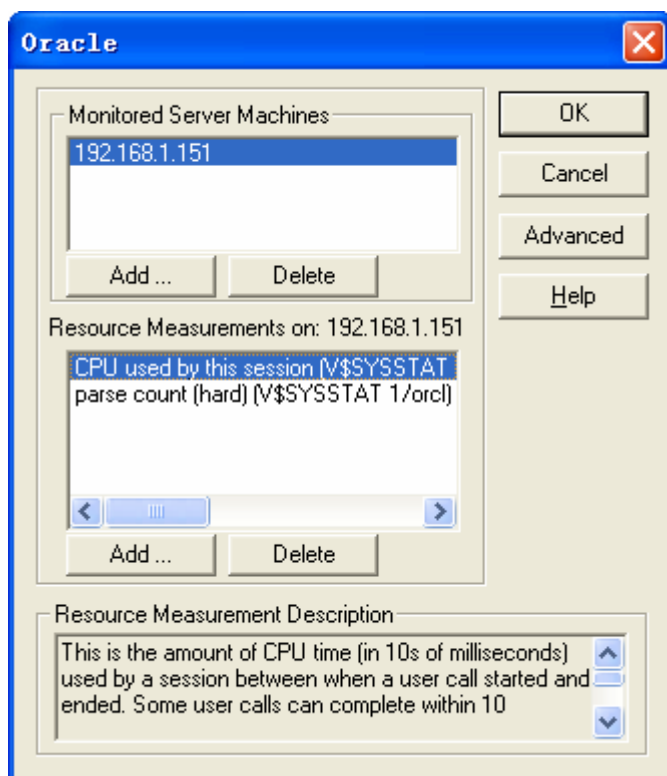 Oracle
Monitored Server Machines
192.168.1.151
Add ...
Delete
Resource Measurements on: 192.168.1.151
CPU used by this session (V$SYSSTAT
parse count (hard) (V$SYSSTAT 1/orcl)
Add ...
Delete
OK
Cancel
Advanced
Help
Resource Measurement Description
This is the amount of CPU time (in 10s of milliseconds)
used by a session between when a user call started and
ended. Some user calls can complete within 10